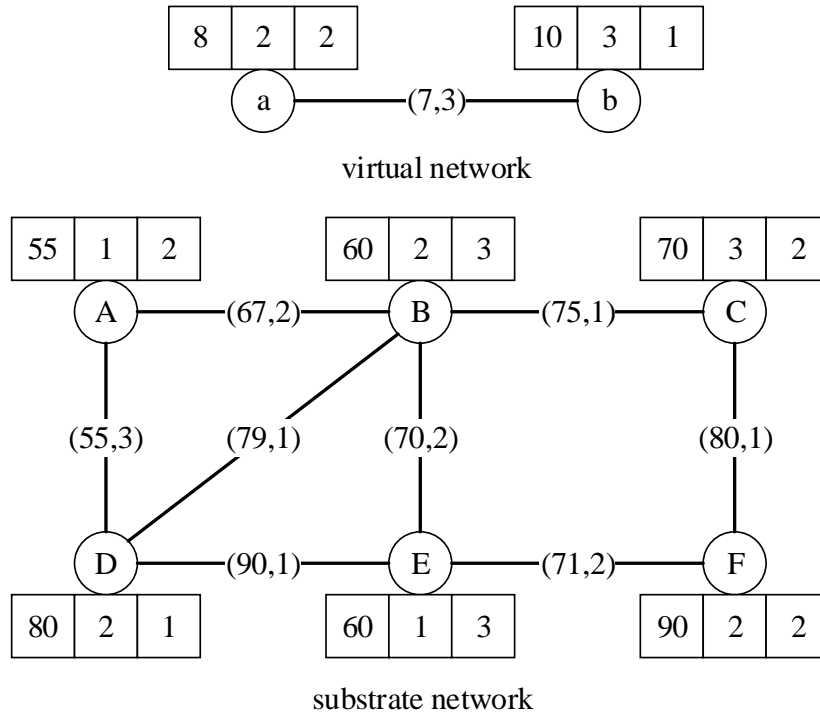 8 2 2 10 3 1
a (7,3) b
virtual network
55 1 2 60 2 3 70 3 2
A (67,2) B (75,1) C
(55,3) (79,1) (70,2) (80,1)
D (90,1) E (71,2) F
80 2 1 60 1 3 90 2 2
substrate network